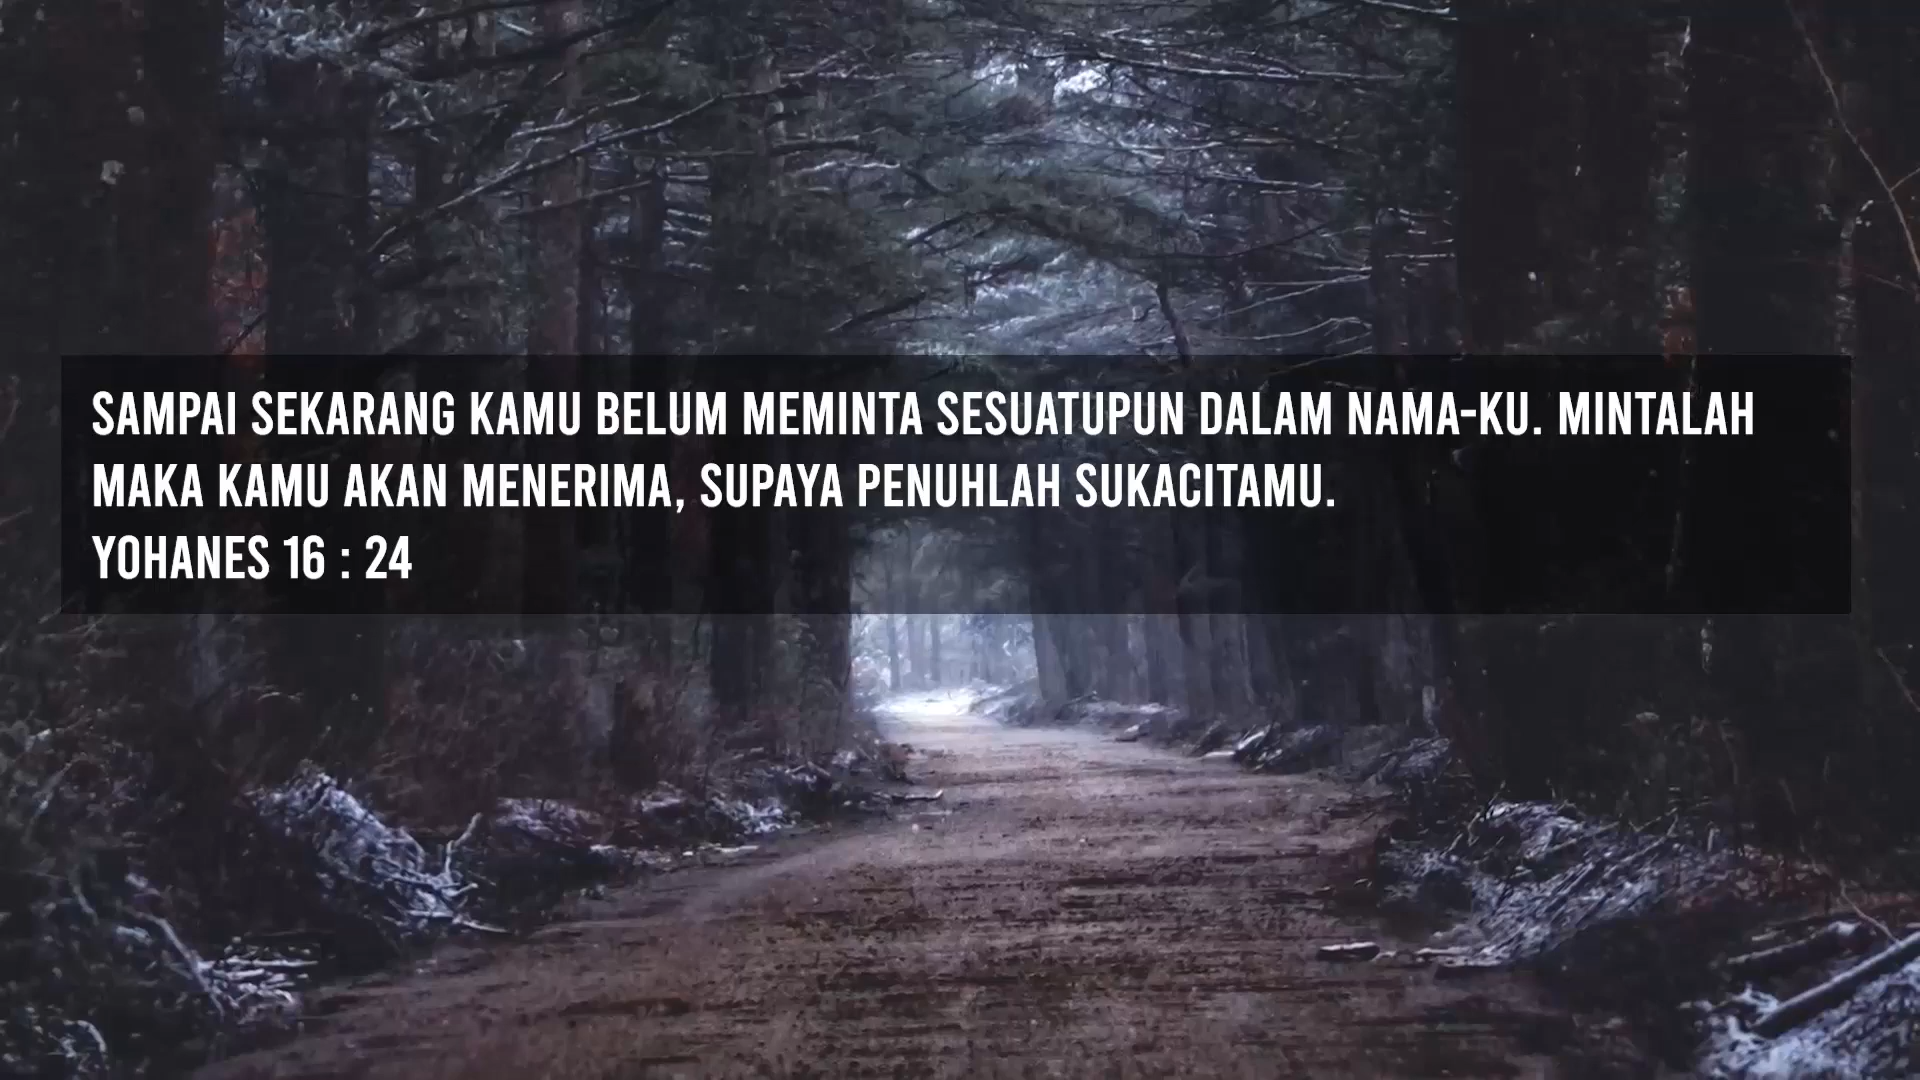 SAMPAI SEKARANG KAMU BELUM MEMINTA SESUATUPUN DALAM NAMA-KU. MINTALAH
MAKA KAMU AKAN MENERIMA, SUPAYA PENUHLAH SUKACITAMU.
YOHANES 16 : 24